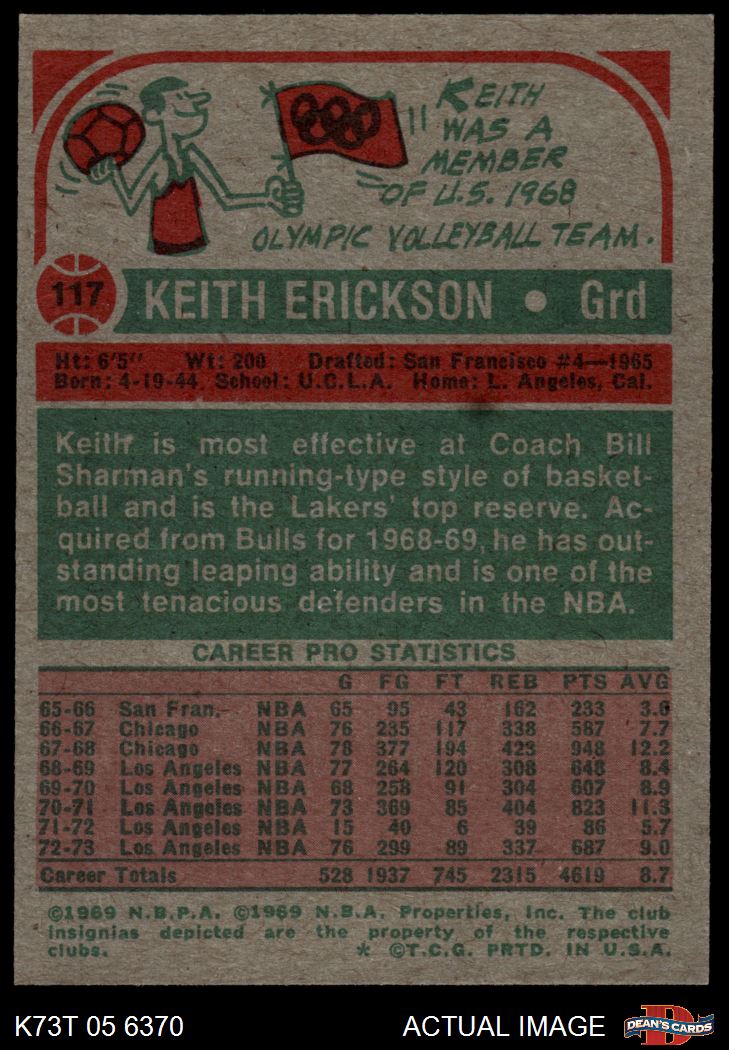 KEITH
WAS A
MEMBER
OF U.S. 1968
OLYMPIC VOLLEYBALL TEAM.
117 KEITH ERICKSON • Grd
Ht: 6'5" Wt: 200 Drafted: San Francisco #4—1965
Born: 4-19-44 School: U.C.L.A. Home: L. Angeles, Cal.
Keith is most effective at Coach Bill
Sharman's running-type style of basket-
ball and is the Lakers' top reserve. Ac-
quired from Bulls for 1968-69, he has out-
standing leaping ability and is one of the
most tenacious defenders in the NBA.
CAREER PRO STATISTICS
G FG FT REB PTS AVG
65-66 San Fran. NBA 65 95 43 162 233 3.6
66-67 Chicago NBA 76 235 117 338 587 7.7
67-68 Chicago NBA 78 377 194 423 948 12.2
68-69 Los Angeles NBA 77 264 120 308 648 8.4
69-70 Los Angeles NBA 68 258 91 304 607 8.9
70-71 Los Angeles NBA 73 369 85 404 823 11.3
71-72 Los Angeles NBA 15 40 6 39 86 5.7
72-73 Los Angeles NBA 76 299 89 337 687 9.0
Career Totals 528 1937 745 2315 4619 8.7
©1969 N.B.P.A. ©1969 N.B.A. Properties, Inc. The club
insignias depicted are the property of the respective
clubs. * ©T.C.G. PRTD. IN U.S.A.
K73T 05 6370 ACTUAL IMAGE D DEAN'S CARDS